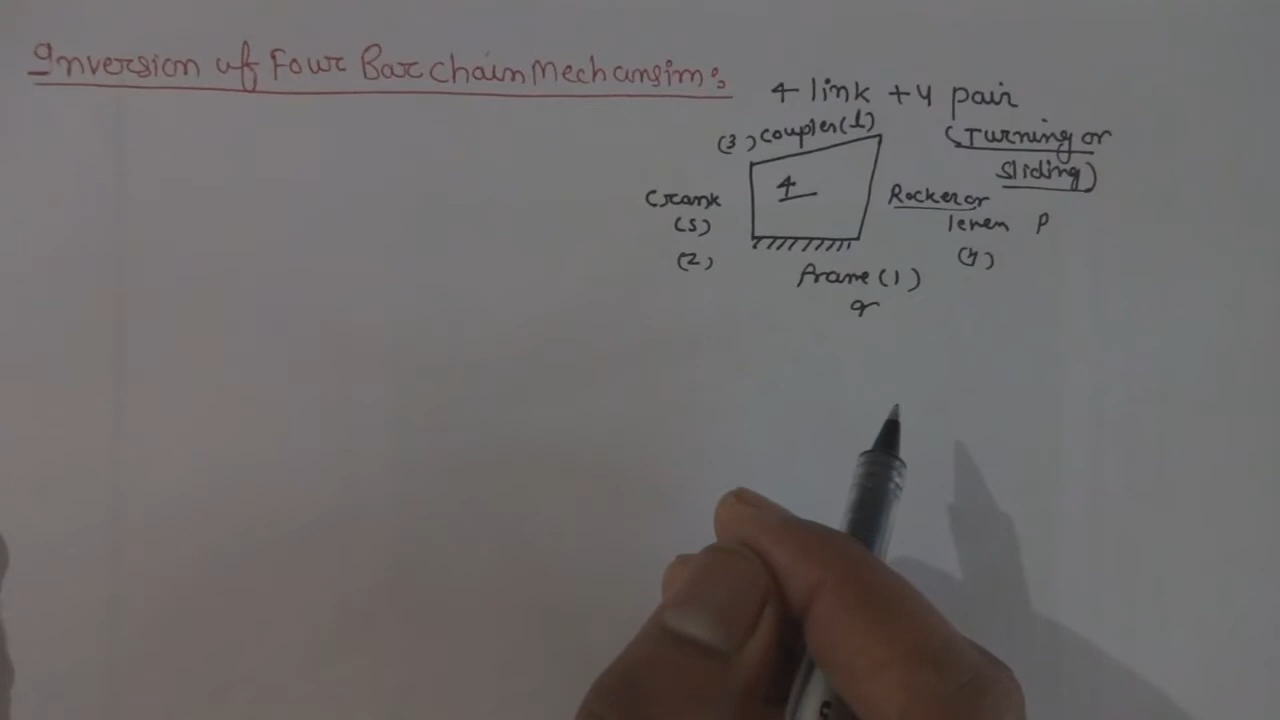 Inversion of Four Bar chain Mechansim:
4 link + 4 pair
(Turning or
sliding)
(3) coupler (l)
4
Crank
(s)
(2)
Rocker or
lever P
(4)
frame (1)
q